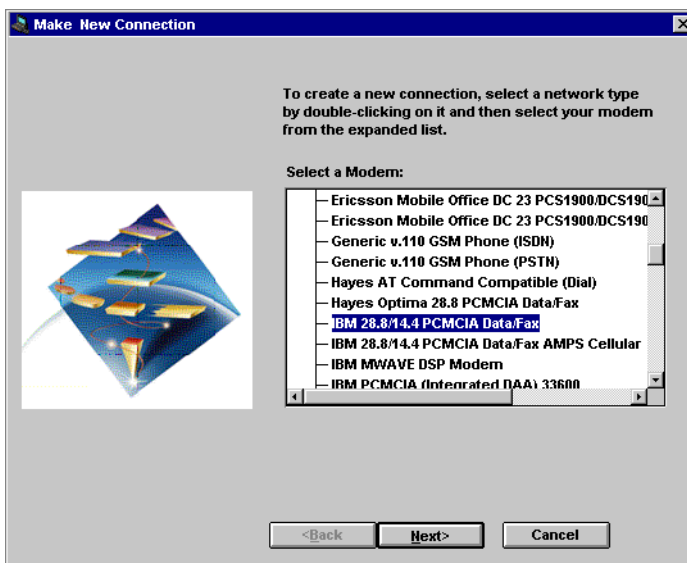 Make New Connection
To create a new connection, select a network type
by double-clicking on it and then select your modem
from the expanded list.
Select a Modem:
Ericsson Mobile Office DC 23 PCS1900/DCS190
Ericsson Mobile Office DC 23 PCS1900/DCS190
Generic v.110 GSM Phone (ISDN)
Generic v.110 GSM Phone (PSTN)
Hayes AT Command Compatible (Dial)
Hayes Optima 28.8 PCMCIA Data/Fax
IBM 28.8/14.4 PCMCIA Data/Fax
IBM 28.8/14.4 PCMCIA Data/Fax AMPS Cellular
IBM MWAVE DSP Modem
IBM PCMCIA (Integrated DAA) 33600
<Back Next> Cancel